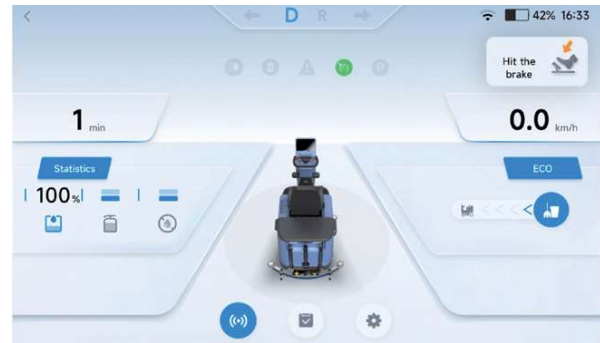 D R
42% 16:33
Hit the
brake
1 min
0.0 km/h
Statistics
ECO
100%